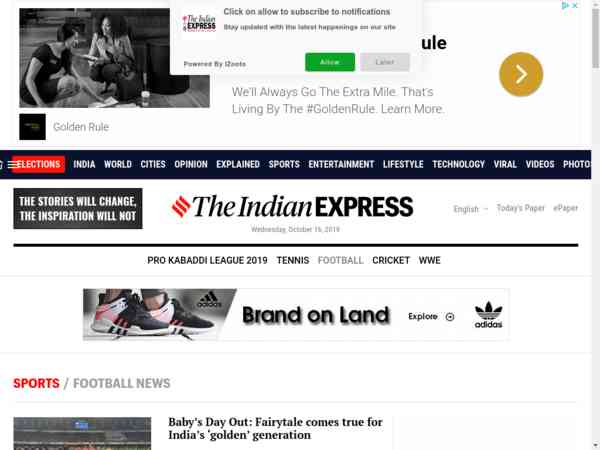 Click on allow to subscribe to notifications
The Indian
EXPRESS
Stay updated with the latest happenings on our site
Powered By iZooto
Allow
Later
Rule
We'll Always Go The Extra Mile. That's
Living By The #GoldenRule. Learn More.
Golden Rule
ELECTIONS INDIA WORLD CITIES OPINION EXPLAINED SPORTS ENTERTAINMENT LIFESTYLE TECHNOLOGY VIRAL VIDEOS PHOTOS
THE STORIES WILL CHANGE,
THE INSPIRATION WILL NOT
The Indian EXPRESS
English Today's Paper ePaper
Wednesday, October 16, 2019
PRO KABADDI LEAGUE 2019 TENNIS FOOTBALL CRICKET WWE
adidas
Brand on Land
Explore
adidas
SPORTS / FOOTBALL NEWS
Baby's Day Out: Fairytale comes true for
India's 'golden' generation